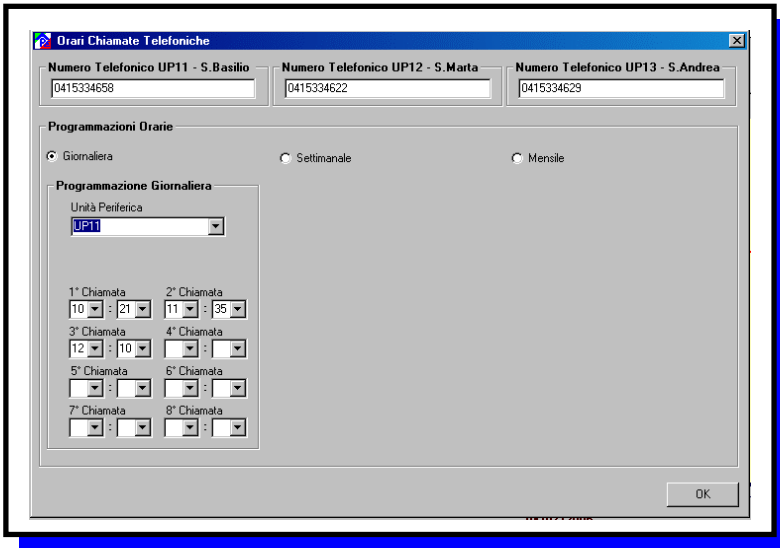 Orari Chiamate Telefoniche
Numero Telefonico UP11 - S.Basilio
Numero Telefonico UP12 - S.Marta
Numero Telefonico UP13 - S.Andrea
0415334658
0415334622
0415334629
Programmazioni Orarie
Giornaliera
Settimanale
Mensile
Programmazione Giornaliera
Unità Periferica
UP11
1° Chiamata 2° Chiamata
10 : 21 11 : 35
3° Chiamata 4° Chiamata
12 : 10 :
5° Chiamata 6° Chiamata
: :
7° Chiamata 8° Chiamata
: :
OK